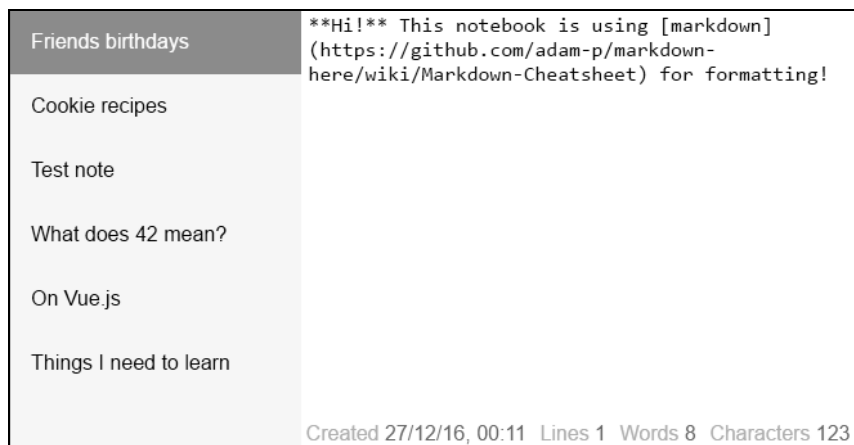 Friends birthdays
Cookie recipes
Test note
What does 42 mean?
On Vue.js
Things I need to learn
**Hi!** This notebook is using [markdown]
(https://github.com/adam-p/markdown-
here/wiki/Markdown-Cheatsheet) for formatting!
Created 27/12/16, 00:11 Lines 1 Words 8 Characters 123